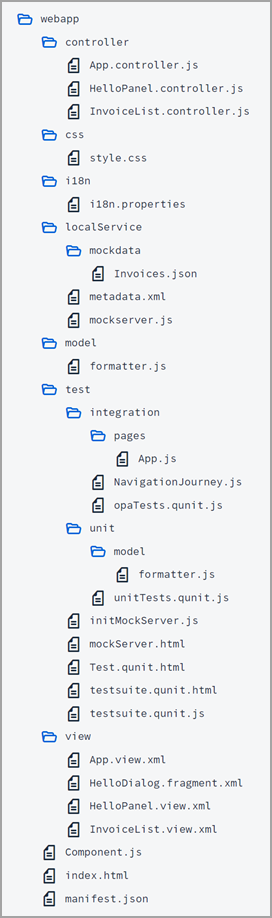 webapp
controller
App.controller.js
HelloPanel.controller.js
InvoiceList.controller.js
css
style.css
i18n
i18n.properties
localService
mockdata
Invoices.json
metadata.xml
mockserver.js
model
formatter.js
test
integration
pages
App.js
NavigationJourney.js
opaTests.qunit.js
unit
model
formatter.js
unitTests.qunit.js
initMockServer.js
mockServer.html
Test.qunit.html
testsuite.qunit.html
testsuite.qunit.js
view
App.view.xml
HelloDialog.fragment.xml
HelloPanel.view.xml
InvoiceList.view.xml
Component.js
index.html
manifest.json